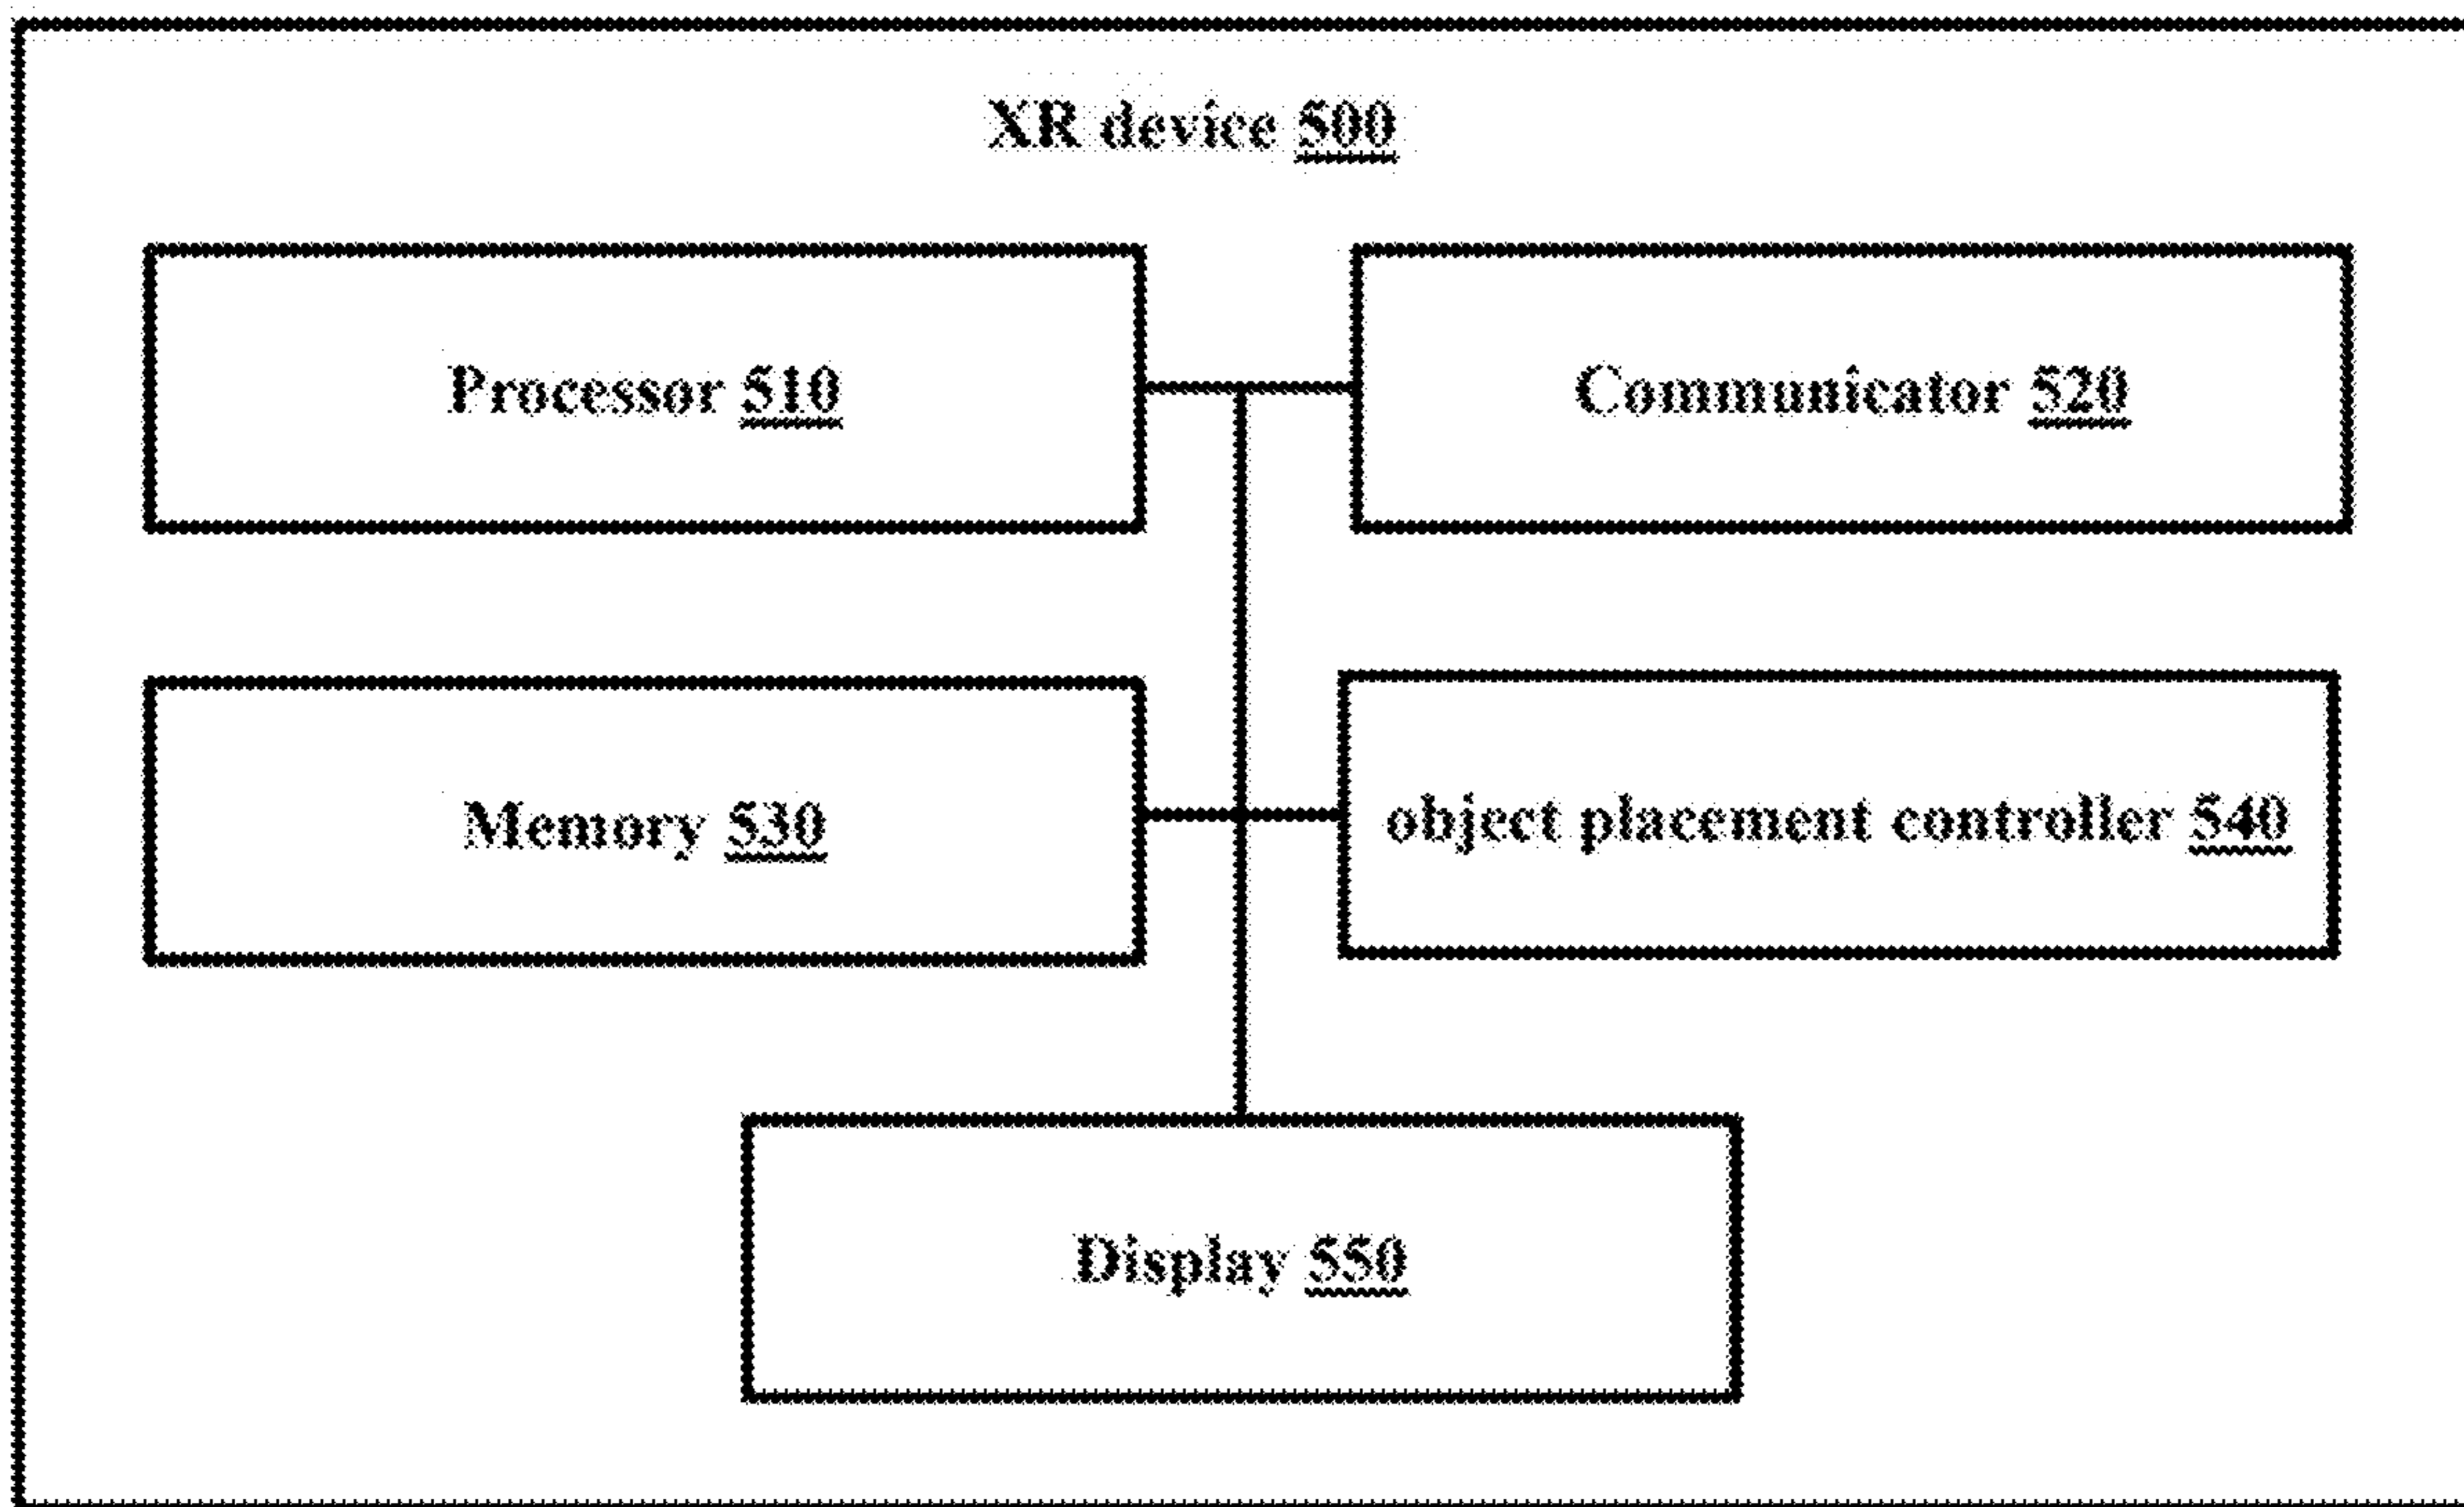 XR device 500
Processor 510
Communicator 520
Memory 530
object placement controller 540
Display 550